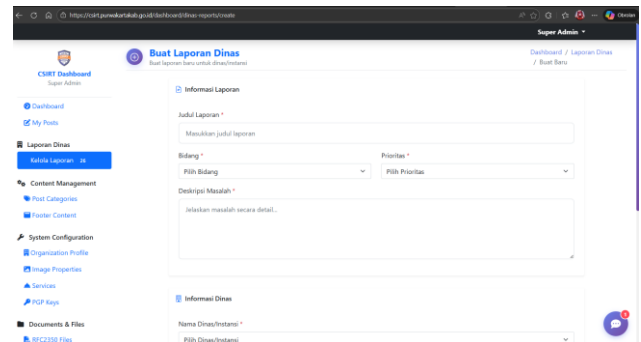 https://csirt.purwakartakab.go.id/dashboard/dinas-reports/create
Super Admin
CSIRT Dashboard
Super Admin
Dashboard
My Posts
Laporan Dinas
Kelola Laporan 26
Content Management
Post Categories
Footer Content
System Configuration
Organization Profile
Image Properties
Services
PGP Keys
Documents & Files
RFC2350 Files
Buat Laporan Dinas
Buat laporan baru untuk dinas/instansi
Dashboard / Laporan Dinas
/ Buat Baru
Informasi Laporan
Judul Laporan *
Masukkan judul laporan
Bidang *
Pilih Bidang
Prioritas *
Pilih Prioritas
Deskripsi Masalah *
Jelaskan masalah secara detail...
Informasi Dinas
Nama Dinas/Instansi *
Pilih Dinas/Instansi